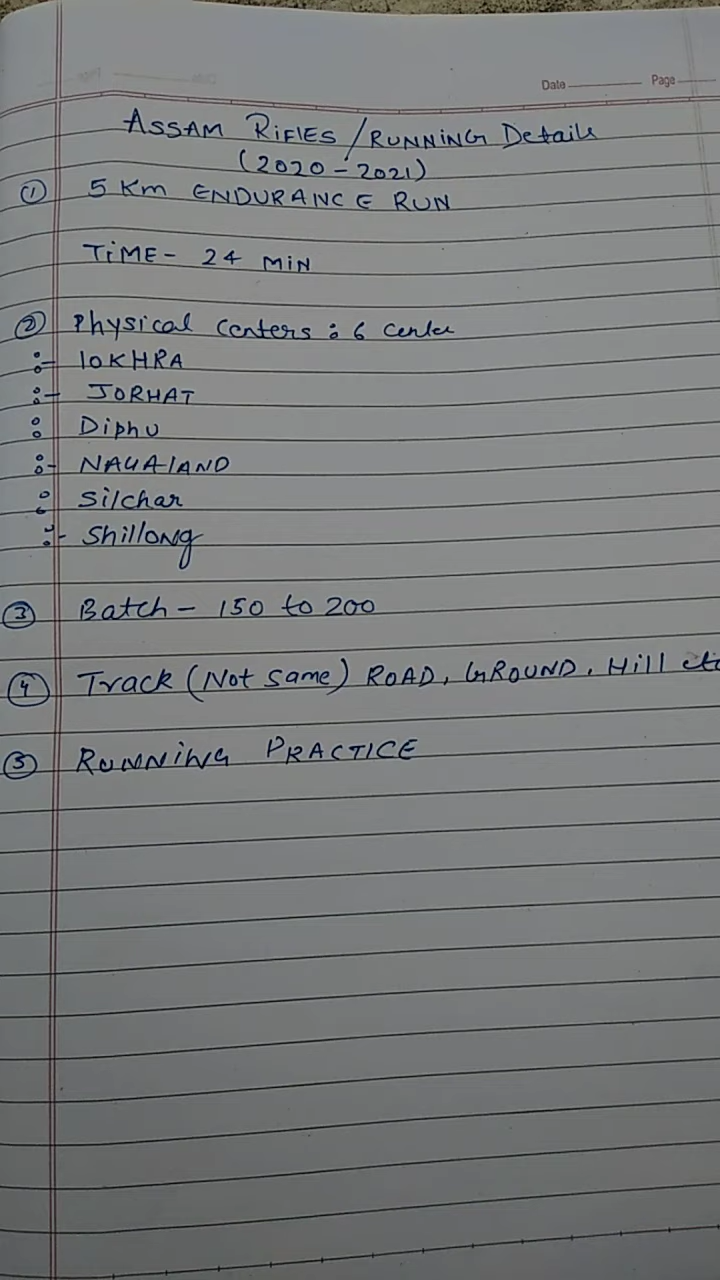 Date Page
ASSAM RIFlES / RUNNING Details
(2020-2021)
① 5 Km ENDURANCE RUN
TiME- 24 MIN
② Physical Centers : 6 Center
:- lOKHRA
:- JORHAT
: Diphu
:- NAGAlAND
: Silchar
:- Shillong
③ Batch - 150 to 200
④ Track (Not same) ROAD, GROUND, Hill etc
⑤ RUNNiNG PRACTICE